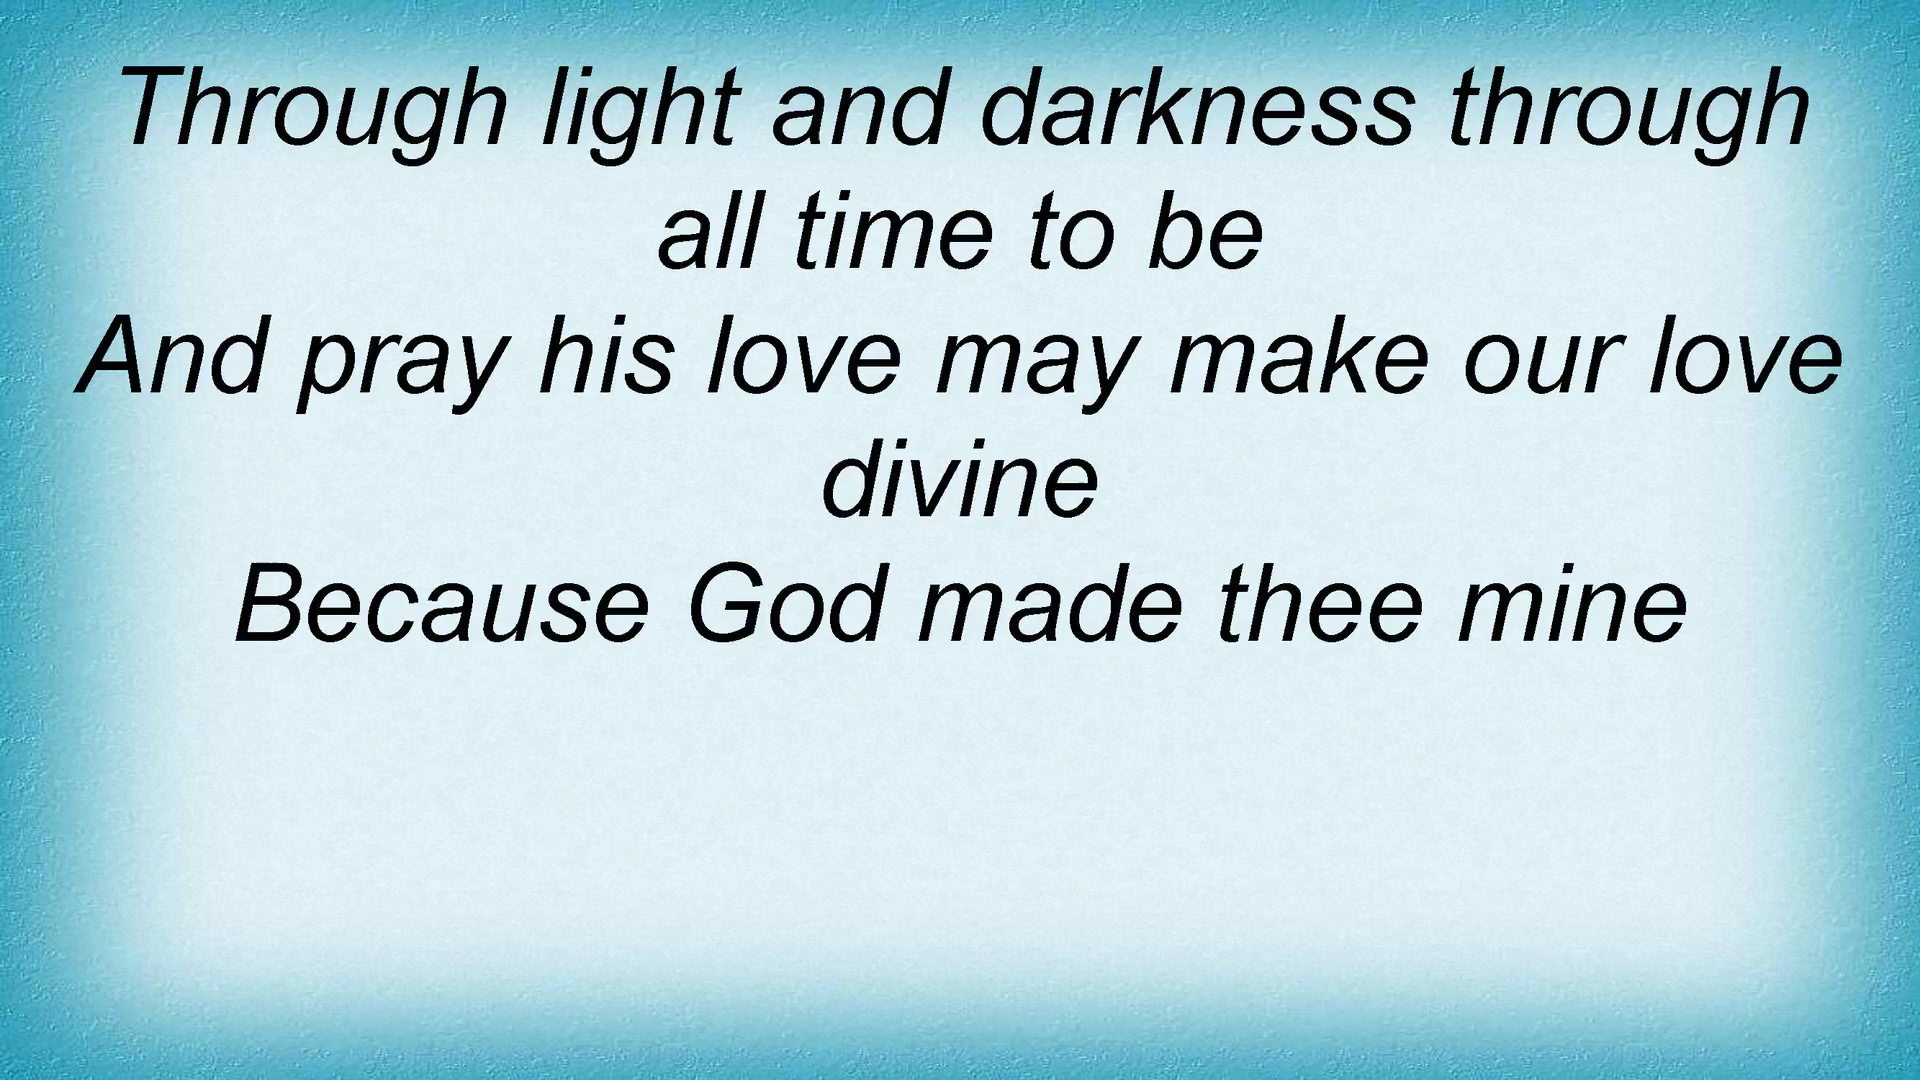 Through light and darkness through
all time to be
And pray his love may make our love
divine
Because God made thee mine